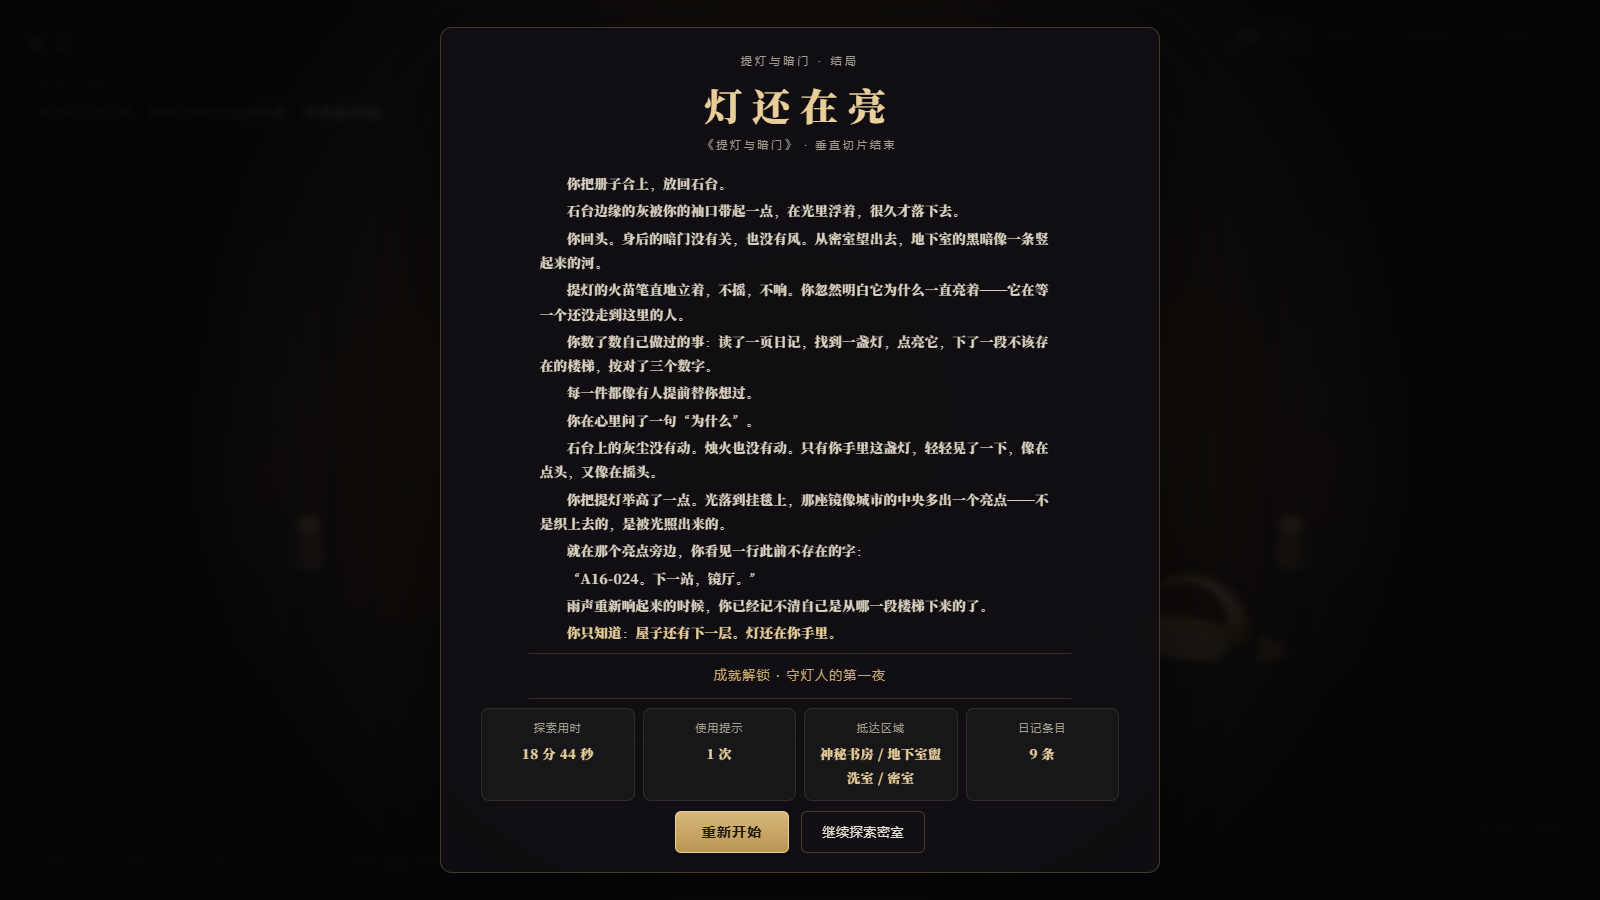 提灯与暗门 · 结局
灯还在亮
《提灯与暗门》 · 垂直切片结束
你把册子合上，放回石台。
石台边缘的灰被你的袖口带起一点，在光里浮着，很久才落下去。
你回头。身后的暗门没有关，也没有风。从密室望出去，地下室的黑暗像一条竖
起来的河。
提灯的火苗笔直地立着，不摇，不响。你忽然明白它为什么一直亮着——它在等
一个还没走到这里的人。
你数了数自己做过的事：读了一页日记，找到一盏灯，点亮它，下了一段不该存
在的楼梯，按对了三个数字。
每一件都像有人提前替你想过。
你在心里问了一句“为什么”。
石台上的灰尘没有动。烛火也没有动。只有你手里这盏灯，轻轻晃了一下，像在
点头，又像在摇头。
你把提灯举高了一点。光落到挂毯上，那座镜像城市的中央多出一个亮点——不
是织上去的，是被光照出来的。
就在那个亮点旁边，你看见一行此前不存在的字：
“A16-024。下一站，镜厅。”
雨声重新响起来的时候，你已经记不清自己是从哪一段楼梯下来的了。
你只知道：屋子还有下一层。灯还在你手里。
成就解锁 · 守灯人的第一夜
探索用时
18 分 44 秒
使用提示
1 次
抵达区域
神秘书房 / 地下室盥
洗室 / 密室
日记条目
9 条
重新开始
继续探索密室